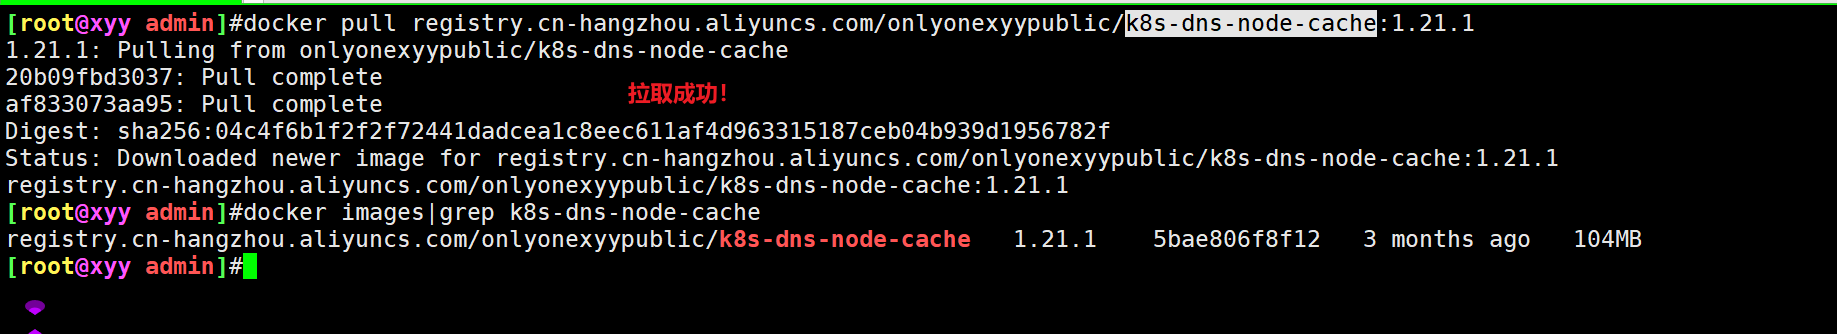 [root@xyy admin]#docker pull registry.cn-hangzhou.aliyuncs.com/onlyonexyypublic/k8s-dns-node-cache:1.21.1
1.21.1: Pulling from onlyonexyypublic/k8s-dns-node-cache
20b09fbd3037: Pull complete
af833073aa95: Pull complete
拉取成功！
Digest: sha256:04c4f6b1f2f2f72441dadcea1c8eec611af4d963315187ceb04b939d1956782f
Status: Downloaded newer image for registry.cn-hangzhou.aliyuncs.com/onlyonexyypublic/k8s-dns-node-cache:1.21.1
registry.cn-hangzhou.aliyuncs.com/onlyonexyypublic/k8s-dns-node-cache:1.21.1
[root@xyy admin]#docker images|grep k8s-dns-node-cache
registry.cn-hangzhou.aliyuncs.com/onlyonexyypublic/k8s-dns-node-cache   1.21.1    5bae806f8f12   3 months ago   104MB
[root@xyy admin]#